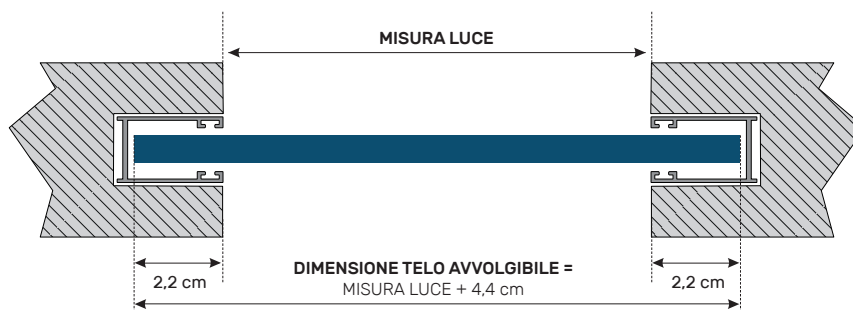 MISURA LUCE
2,2 cm
DIMENSIONE TELO AVVOLGIBILE =
MISURA LUCE + 4,4 cm
2,2 cm